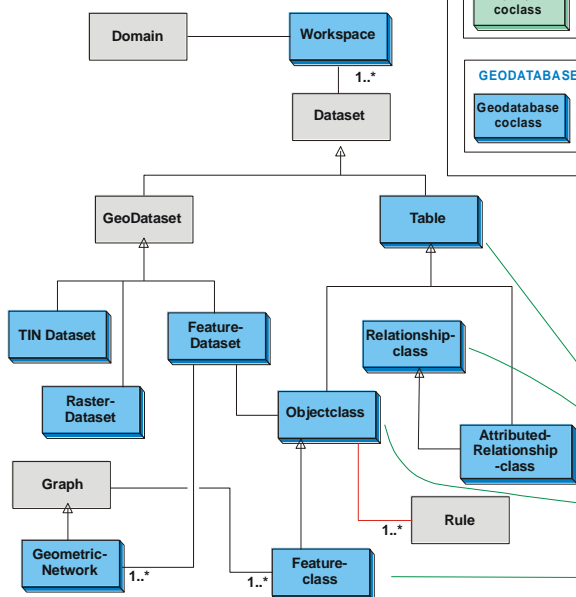 coclass
Domain
Workspace
1..*
GEODATABASE
Geodatabase
coclass
Dataset
GeoDataset
Table
TIN Dataset
Feature-
Dataset
Relationship-
class
Raster-
Dataset
Objectclass
Attributed-
Relationship
-class
Graph
Rule
1..*
Geometric-
Network
1..*
1..*
Feature-
class